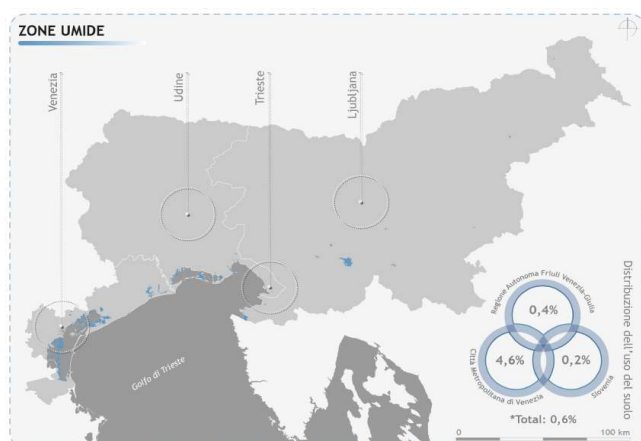 ZONE UMIDE
Venezia
Udine
Trieste
Ljubljana
Golfo di Trieste
Distribuzione dell'uso del suolo
Regione Autonoma Friuli Venezia-Giulia
0,4%
4,6%
0,2%
Città Metropolitana di Venezia
Slovenia
*Total: 0,6%
0
100 km